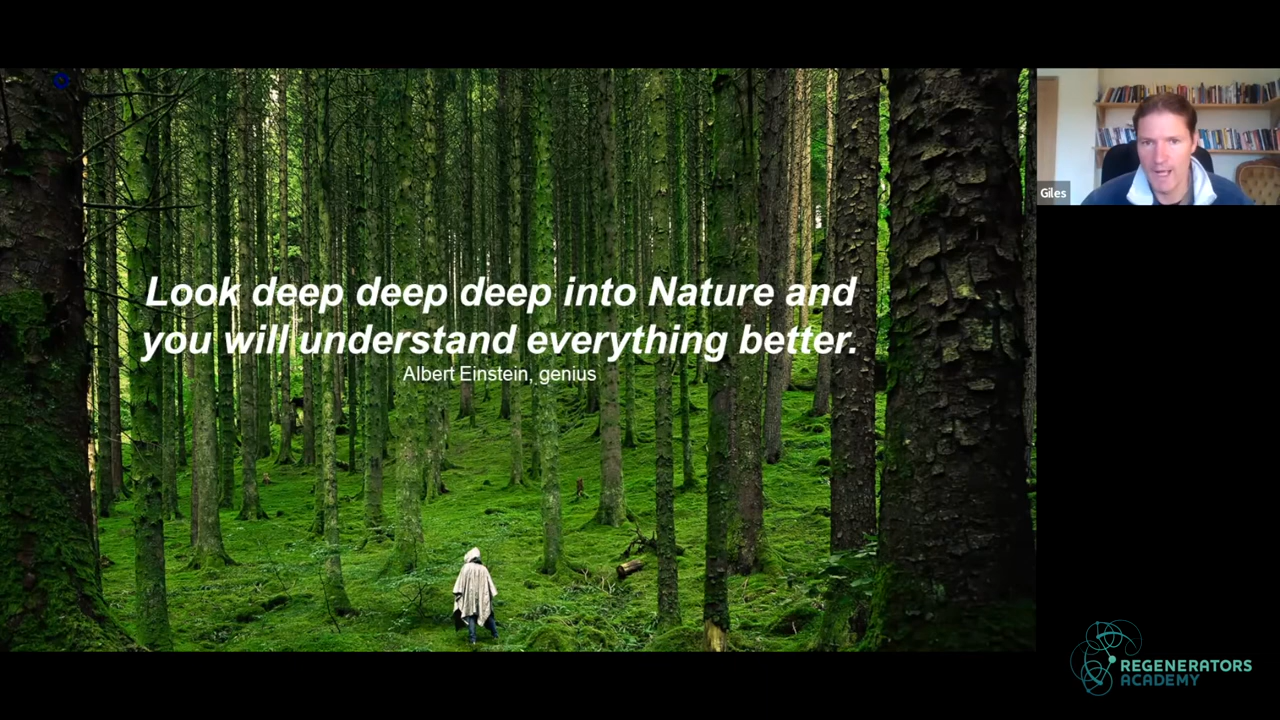 Look deep deep deep into Nature and
you will understand everything better.
Albert Einstein, genius
Giles
REGENERATORS
ACADEMY